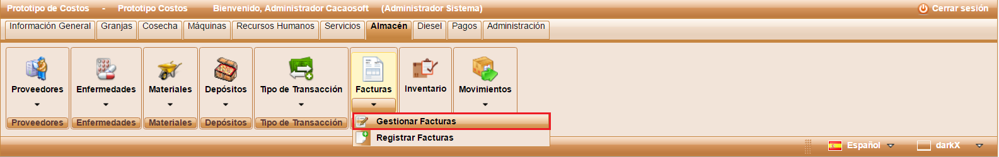 Prototipo de Costos - Prototipo Costos Bienvenido, Administrador Cacaosoft (Administrador Sistema) Cerrar sesión
Información General Granjas Cosecha Máquinas Recursos Humanos Servicios Almacén Diesel Pagos Administración
Proveedores Enfermedades Materiales Depósitos Tipo de Transacción Facturas Inventario Movimientos
Proveedores Enfermedades Materiales Depósitos Tipo de Transacción
Gestionar Facturas
Registrar Facturas
Español darkX